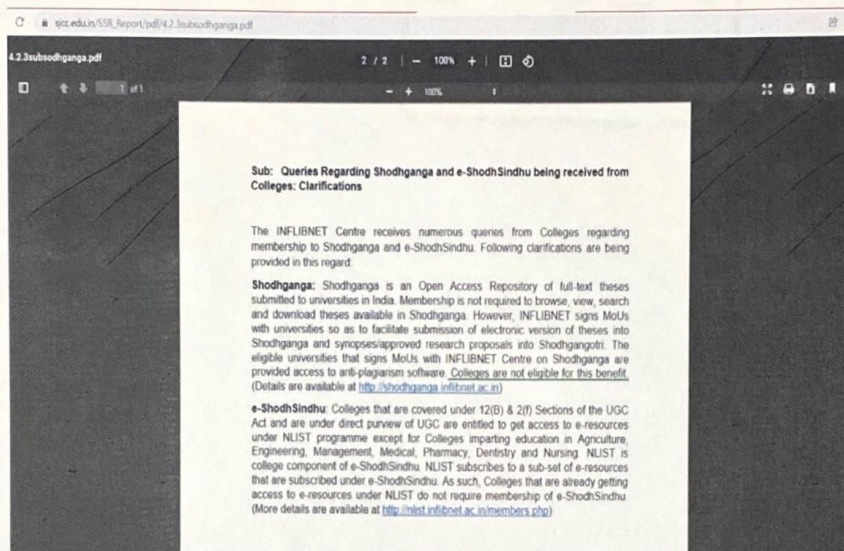 sjcc.edu.in/SSR_Report/pdf/4.2.3subsodhganga.pdf
4.2.3subsodhganga.pdf
2 / 2 | − 100% + |
1 of 1
− + 100%
Sub: Queries Regarding Shodhganga and e-ShodhSindhu being received from
Colleges: Clarifications
The INFLIBNET Centre receives numerous queries from Colleges regarding
membership to Shodhganga and e-ShodhSindhu. Following clarifications are being
provided in this regard:
Shodhganga: Shodhganga is an Open Access Repository of full-text theses
submitted to universities in India. Membership is not required to browse, view, search
and download theses available in Shodhganga. However, INFLIBNET signs MoUs
with universities so as to facilitate submission of electronic version of theses into
Shodhganga and synopses/approved research proposals into Shodhgangotri. The
eligible universities that signs MoUs with INFLIBNET Centre on Shodhganga are
provided access to anti-plagiarism software. Colleges are not eligible for this benefit.
(Details are available at http://shodhganga.inflibnet.ac.in)
e-ShodhSindhu: Colleges that are covered under 12(B) & 2(f) Sections of the UGC
Act and are under direct purview of UGC are entitled to get access to e-resources
under NLIST programme except for Colleges imparting education in Agriculture,
Engineering, Management, Medical, Pharmacy, Dentistry and Nursing. NLIST is
college component of e-ShodhSindhu. NLIST subscribes to a sub-set of e-resources
that are subscribed under e-ShodhSindhu. As such, Colleges that are already getting
access to e-resources under NLIST do not require membership of e-ShodhSindhu.
(More details are available at http://nlist.inflibnet.ac.in/members.php)